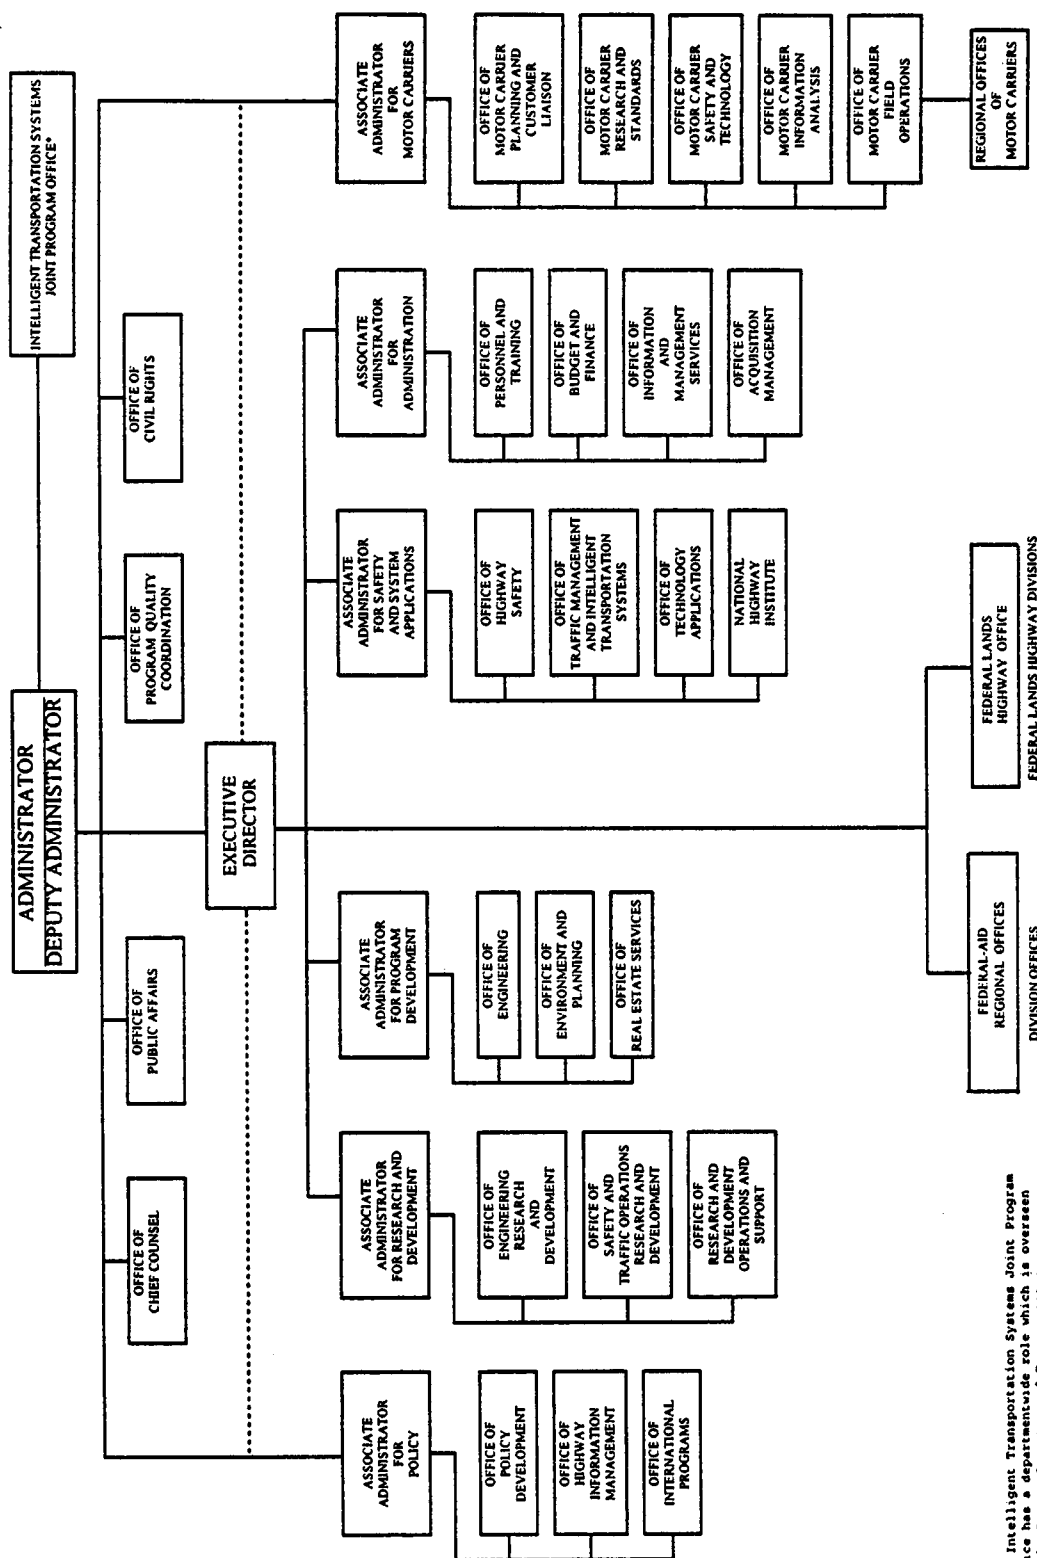 ADMINISTRATOR
DEPUTY ADMINISTRATOR
INTELLIGENT TRANSPORTATION SYSTEMS
JOINT PROGRAM OFFICE*
OFFICE OF
CHIEF COUNSEL
OFFICE OF
PUBLIC AFFAIRS
OFFICE OF
PROGRAM QUALITY
COORDINATION
OFFICE OF
CIVIL RIGHTS
EXECUTIVE
DIRECTOR
ASSOCIATE
ADMINISTRATOR
FOR
POLICY
OFFICE OF
POLICY
DEVELOPMENT
OFFICE OF
HIGHWAY
INFORMATION
MANAGEMENT
OFFICE OF
INTERNATIONAL
PROGRAMS
ASSOCIATE
ADMINISTRATOR
FOR RESEARCH AND
DEVELOPMENT
OFFICE OF
ENGINEERING
RESEARCH
AND
DEVELOPMENT
OFFICE OF
SAFETY AND
TRAFFIC OPERATIONS
RESEARCH AND
DEVELOPMENT
OFFICE OF
RESEARCH AND
DEVELOPMENT
OPERATIONS AND
SUPPORT
ASSOCIATE
ADMINISTRATOR
FOR PROGRAM
DEVELOPMENT
OFFICE OF
ENGINEERING
OFFICE OF
ENVIRONMENT AND
PLANNING
OFFICE OF
REAL ESTATE SERVICES
ASSOCIATE
ADMINISTRATOR
FOR SAFETY
AND SYSTEM
APPLICATIONS
OFFICE OF
HIGHWAY
SAFETY
OFFICE OF
TRAFFIC MANAGEMENT
AND INTELLIGENT
TRANSPORTATION
SYSTEMS
OFFICE OF
TECHNOLOGY
APPLICATIONS
NATIONAL
HIGHWAY
INSTITUTE
ASSOCIATE
ADMINISTRATOR
FOR
ADMINISTRATION
OFFICE OF
PERSONNEL AND
TRAINING
OFFICE OF
BUDGET AND
FINANCE
OFFICE OF
INFORMATION
AND
MANAGEMENT
SERVICES
OFFICE OF
ACQUISITION
MANAGEMENT
ASSOCIATE
ADMINISTRATOR
FOR
MOTOR CARRIERS
OFFICE OF
MOTOR CARRIER
PLANNING AND
CUSTOMER
LIAISON
OFFICE OF
MOTOR CARRIER
RESEARCH AND
STANDARDS
OFFICE OF
MOTOR CARRIER
SAFETY AND
TECHNOLOGY
OFFICE OF
MOTOR CARRIER
INFORMATION
ANALYSIS
OFFICE OF
MOTOR CARRIER
FIELD
OPERATIONS
REGIONAL OFFICES
OF
MOTOR CARRIERS
FEDERAL-AID
REGIONAL OFFICES
DIVISION OFFICES
FEDERAL LANDS
HIGHWAY OFFICE
FEDERAL LANDS HIGHWAY DIVISIONS
Intelligent Transportation Systems Joint Program
has a departmentwide role which is overseen